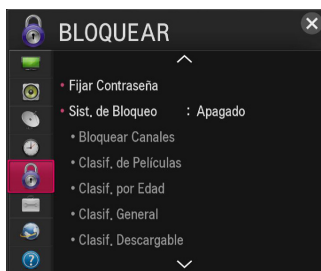 BLOQUEAR
• Fijar Contraseña
• Sist. de Bloqueo : Apagado
• Bloquear Canales
• Clasif. de Películas
• Clasif. por Edad
• Clasif. General
• Clasif. Descargable